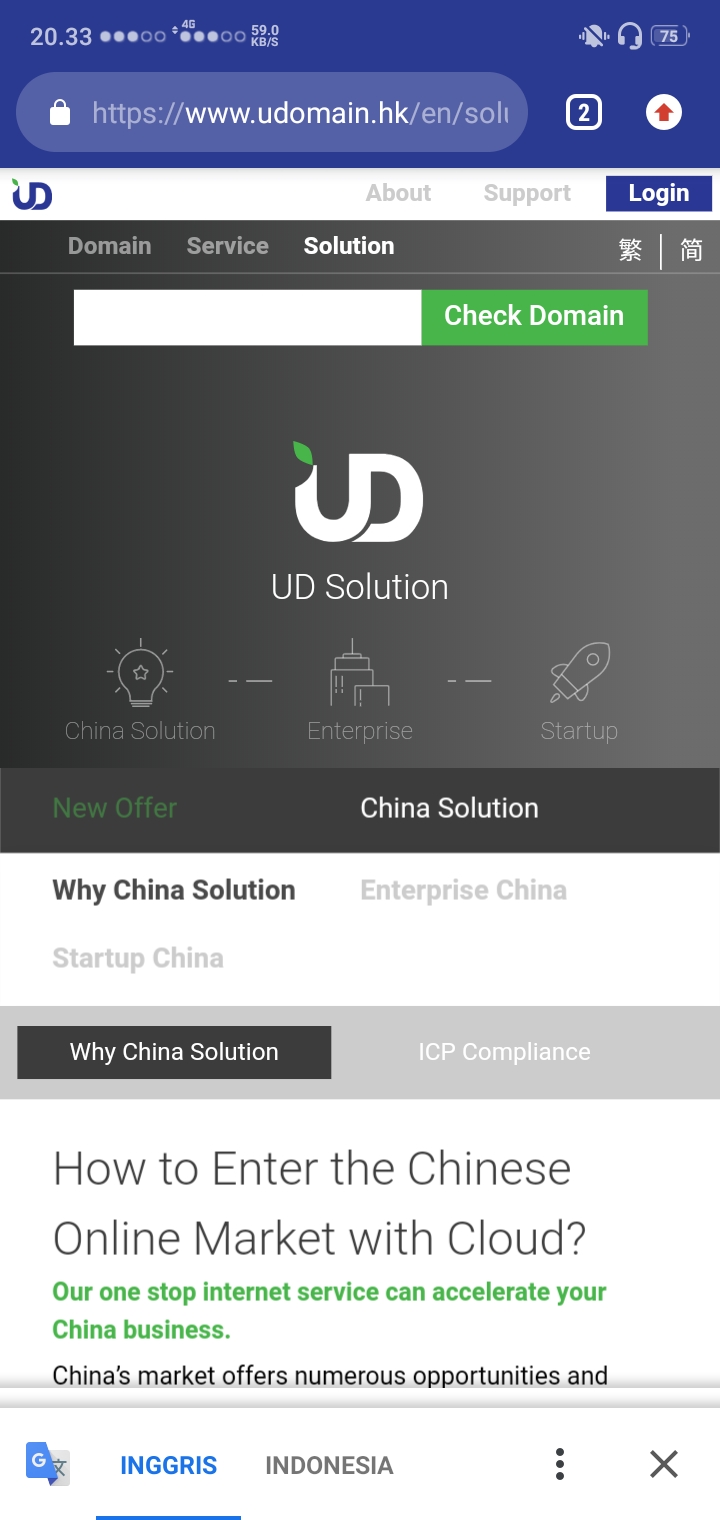 20.33 4G 59.0 KB/S 75
https://www.udomain.hk/en/solu 2
UD About Support Login
Domain Service Solution 繁 | 简
Check Domain
UD
UD Solution
China Solution Enterprise Startup
New Offer China Solution
Why China Solution Enterprise China
Startup China
Why China Solution ICP Compliance
How to Enter the Chinese
Online Market with Cloud?
Our one stop internet service can accelerate your
China business.
China’s market offers numerous opportunities and
G 文 INGGRIS INDONESIA